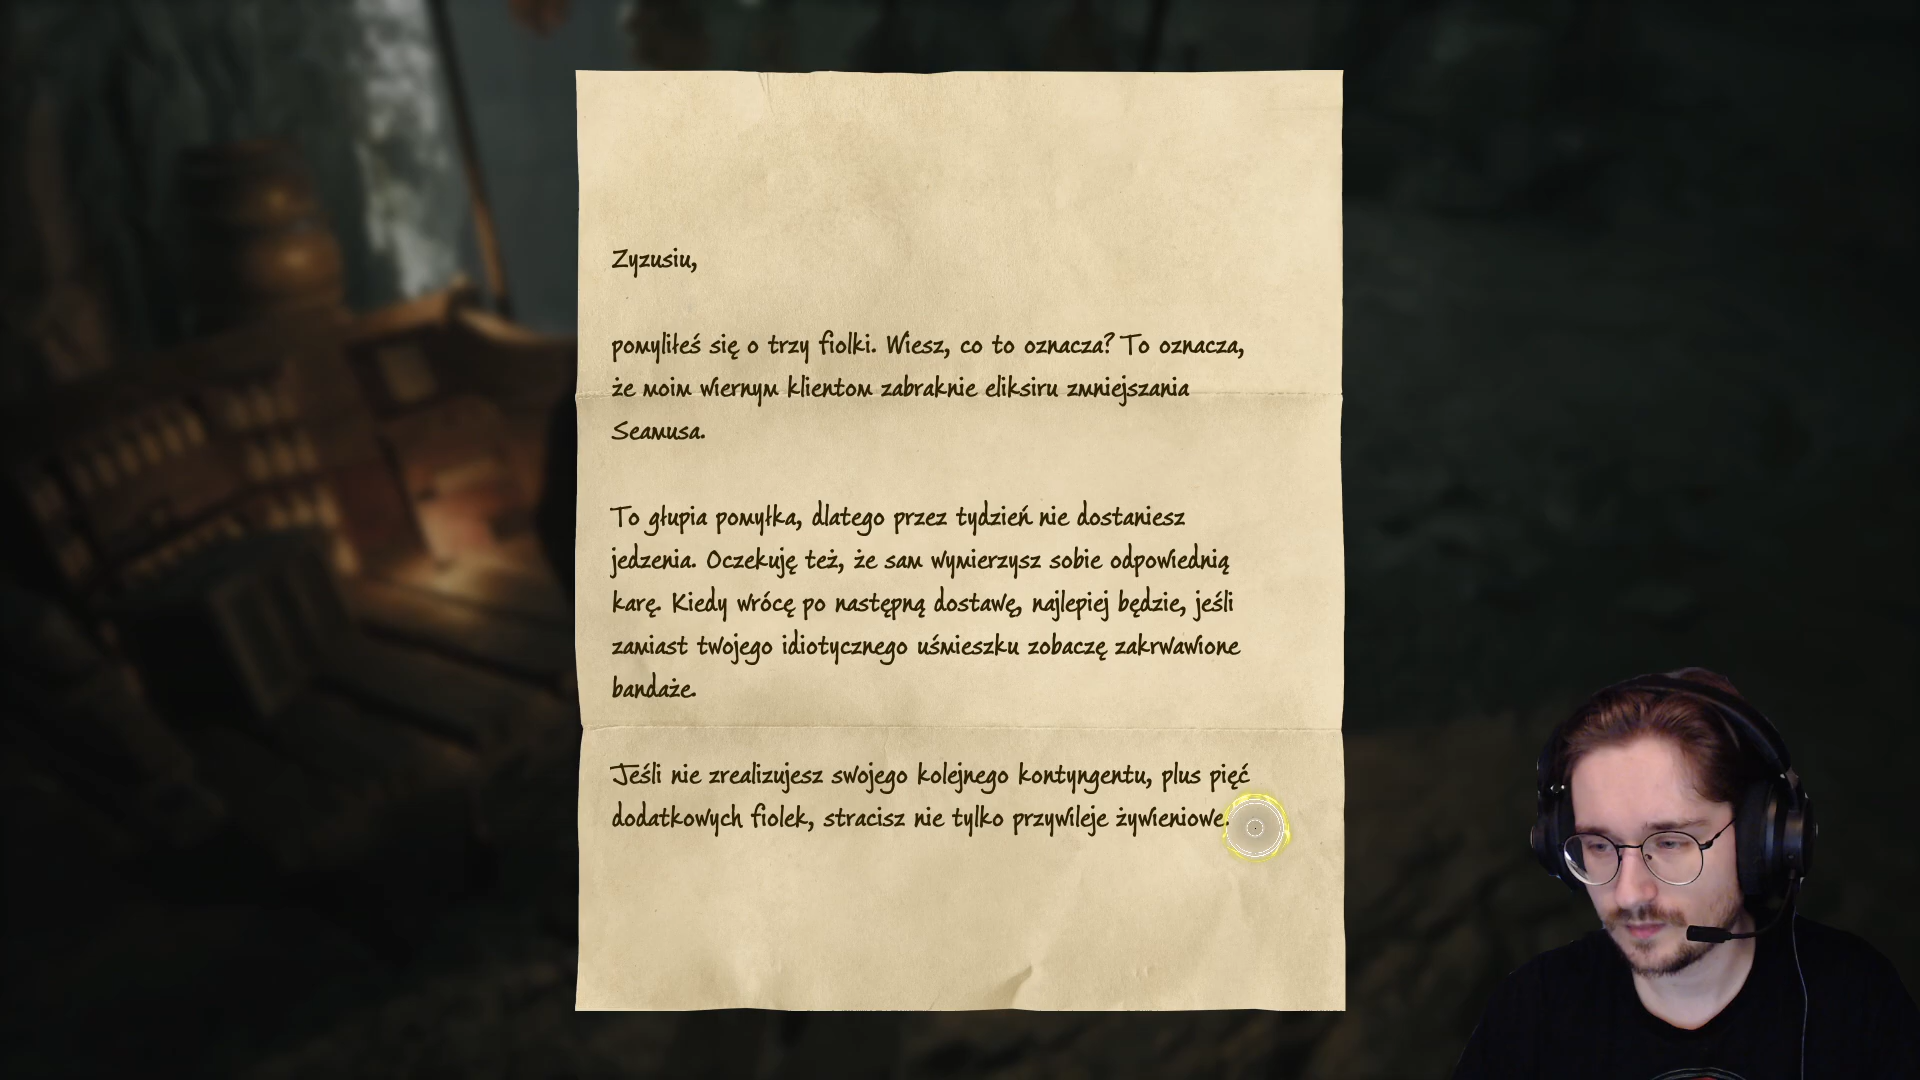 Zyzusiu,
pomyliłeś się o trzy fiolki. Wiesz, co to oznacza? To oznacza,
że moim wiernym klientom zabraknie eliksiru zmniejszania
Seamusa.
To głupia pomyłka, dlatego przez tydzień nie dostaniesz
jedzenia. Oczekuję też, że sam wymierzysz sobie odpowiednią
karę. Kiedy wrócę po następną dostawę, najlepiej będzie, jeśli
zamiast twojego idiotycznego uśmieszku zobaczę zakrwawione
bandaże.
Jeśli nie zrealizujesz swojego kolejnego kontyngentu, plus pięć
dodatkowych fiolek, stracisz nie tylko przywileje żywieniowe.